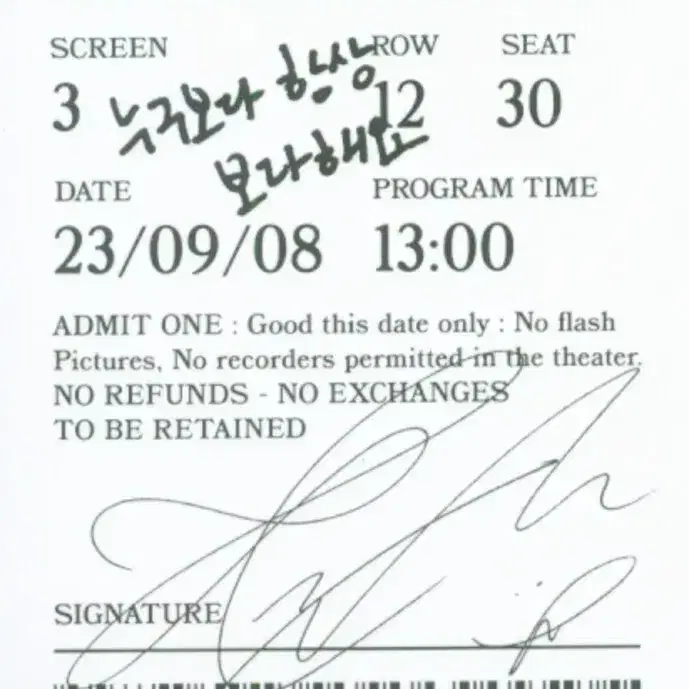 SCREEN ROW SEAT
3 12 30
누구보다 항상
보라해요
DATE PROGRAM TIME
23/09/08 13:00
ADMIT ONE : Good this date only : No flash
Pictures, No recorders permitted in the theater.
NO REFUNDS - NO EXCHANGES
TO BE RETAINED
SIGNATURE